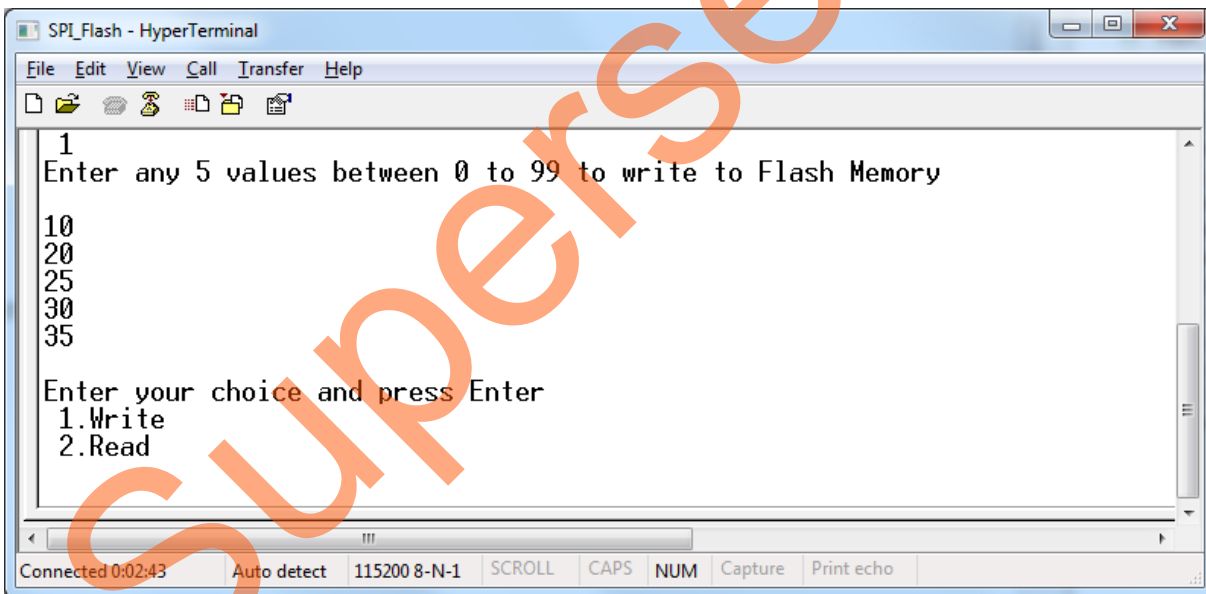 SPI_Flash - HyperTerminal
File Edit View Call Transfer Help
1
Enter any 5 values between 0 to 99 to write to Flash Memory
10
20
25
30
35
Enter your choice and press Enter
1.Write
2.Read
Connected 0:02:43 Auto detect 115200 8-N-1 SCROLL CAPS NUM Capture Print echo
Superse